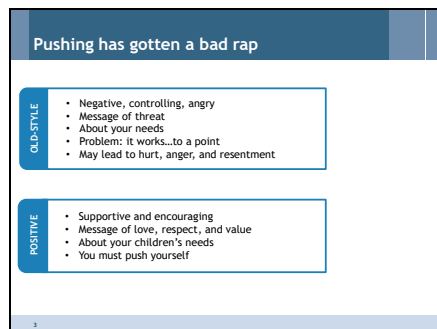 Pushing has gotten a bad rap
OLD-STYLE
• Negative, controlling, angry
• Message of threat
• About your needs
• Problem: it works…to a point
• May lead to hurt, anger, and resentment
POSITIVE
• Supportive and encouraging
• Message of love, respect, and value
• About your children’s needs
• You must push yourself
3